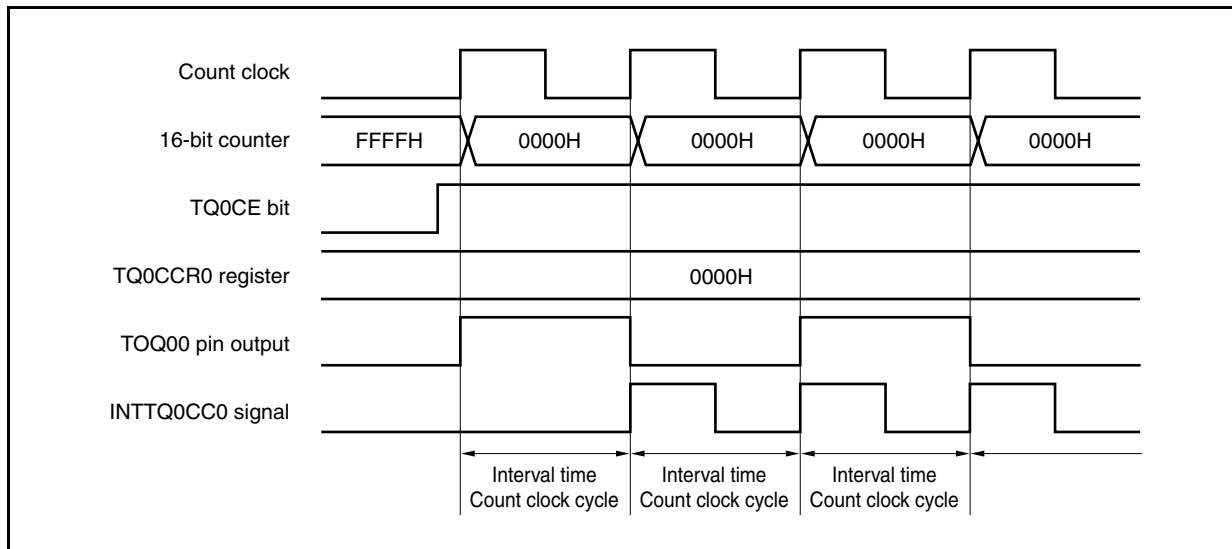 Count clock
16-bit counter
FFFFH
0000H
0000H
0000H
0000H
TQ0CE bit
TQ0CCR0 register
0000H
TOQ00 pin output
INTTQ0CC0 signal
Interval time
Count clock cycle
Interval time
Count clock cycle
Interval time
Count clock cycle